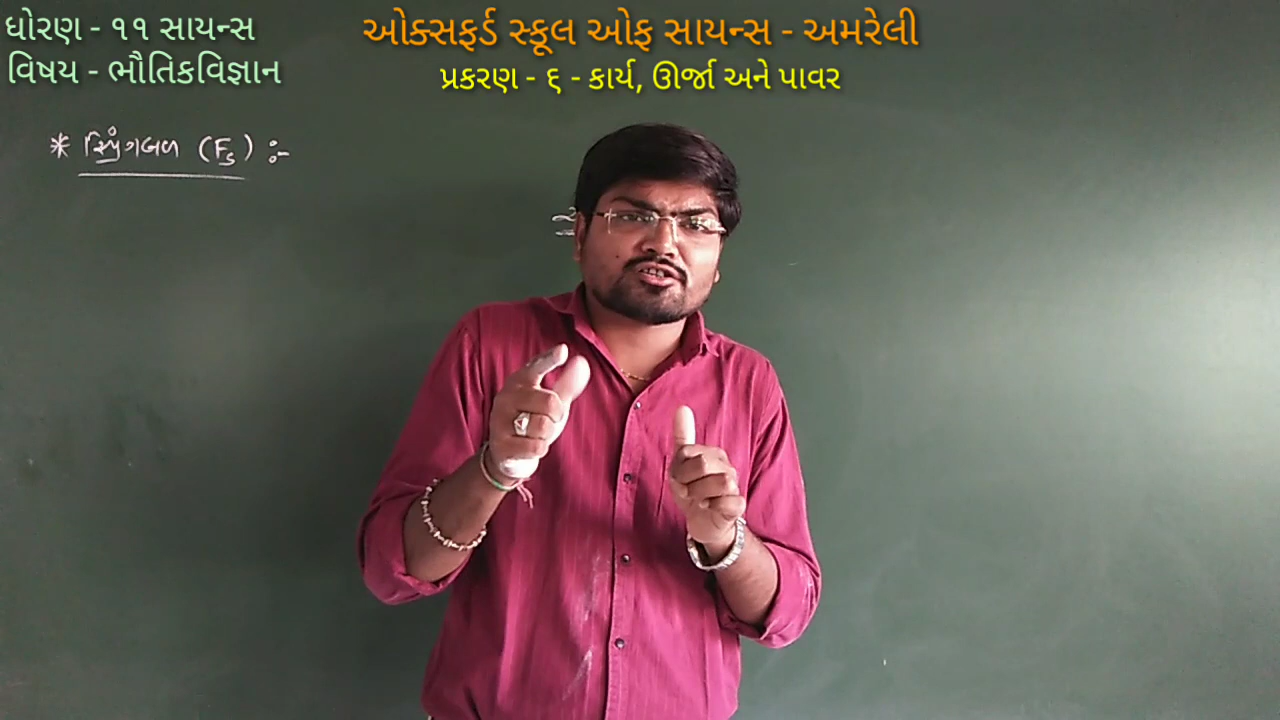 ધોરણ - ૧૧ સાયન્સ
ઓક્સફર્ડ સ્કૂલ ઓફ સાયન્સ - અમરેલી
વિષય - ભૌતિકવિજ્ઞાન
પ્રકરણ - ૬ - કાર્ય, ઊર્જા અને પાવર
* સ્પ્રિંગબળ (Fs) :-